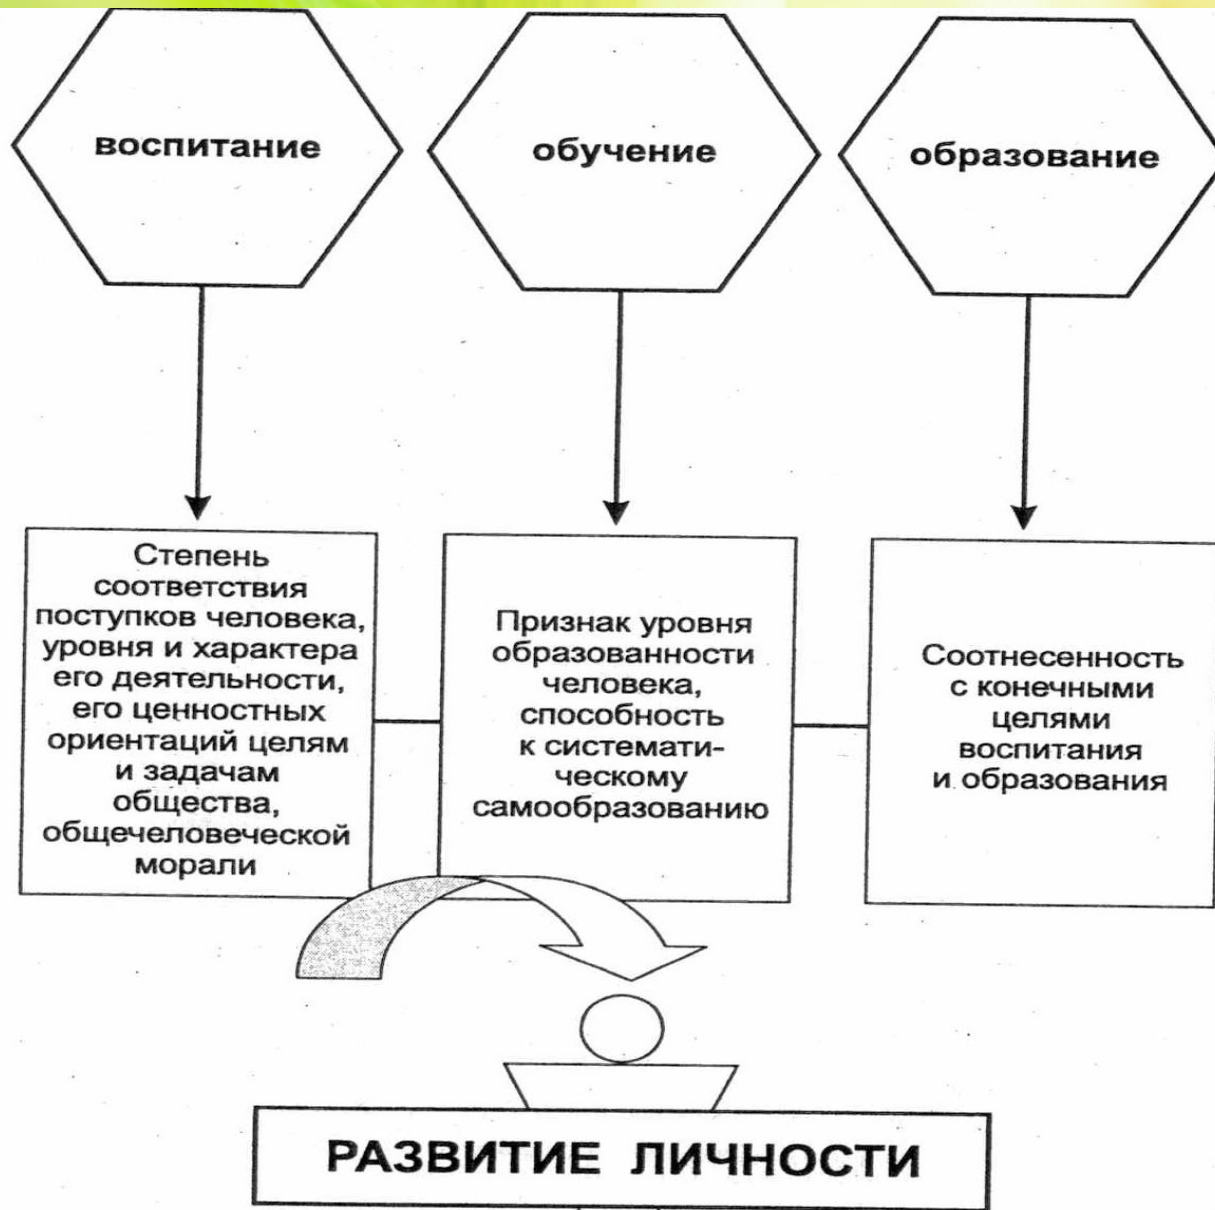 воспитание
обучение
образование
Степень
соответствия
поступков человека,
уровня и характера
его деятельности,
его ценностных
ориентаций целям
и задачам
общества,
общечеловеческой
морали
Признак уровня
образованности
человека,
способность
к системати-
ческому
самообразованию
Соотнесенность
с конечными
целями
воспитания
и образования
РАЗВИТИЕ ЛИЧНОСТИ